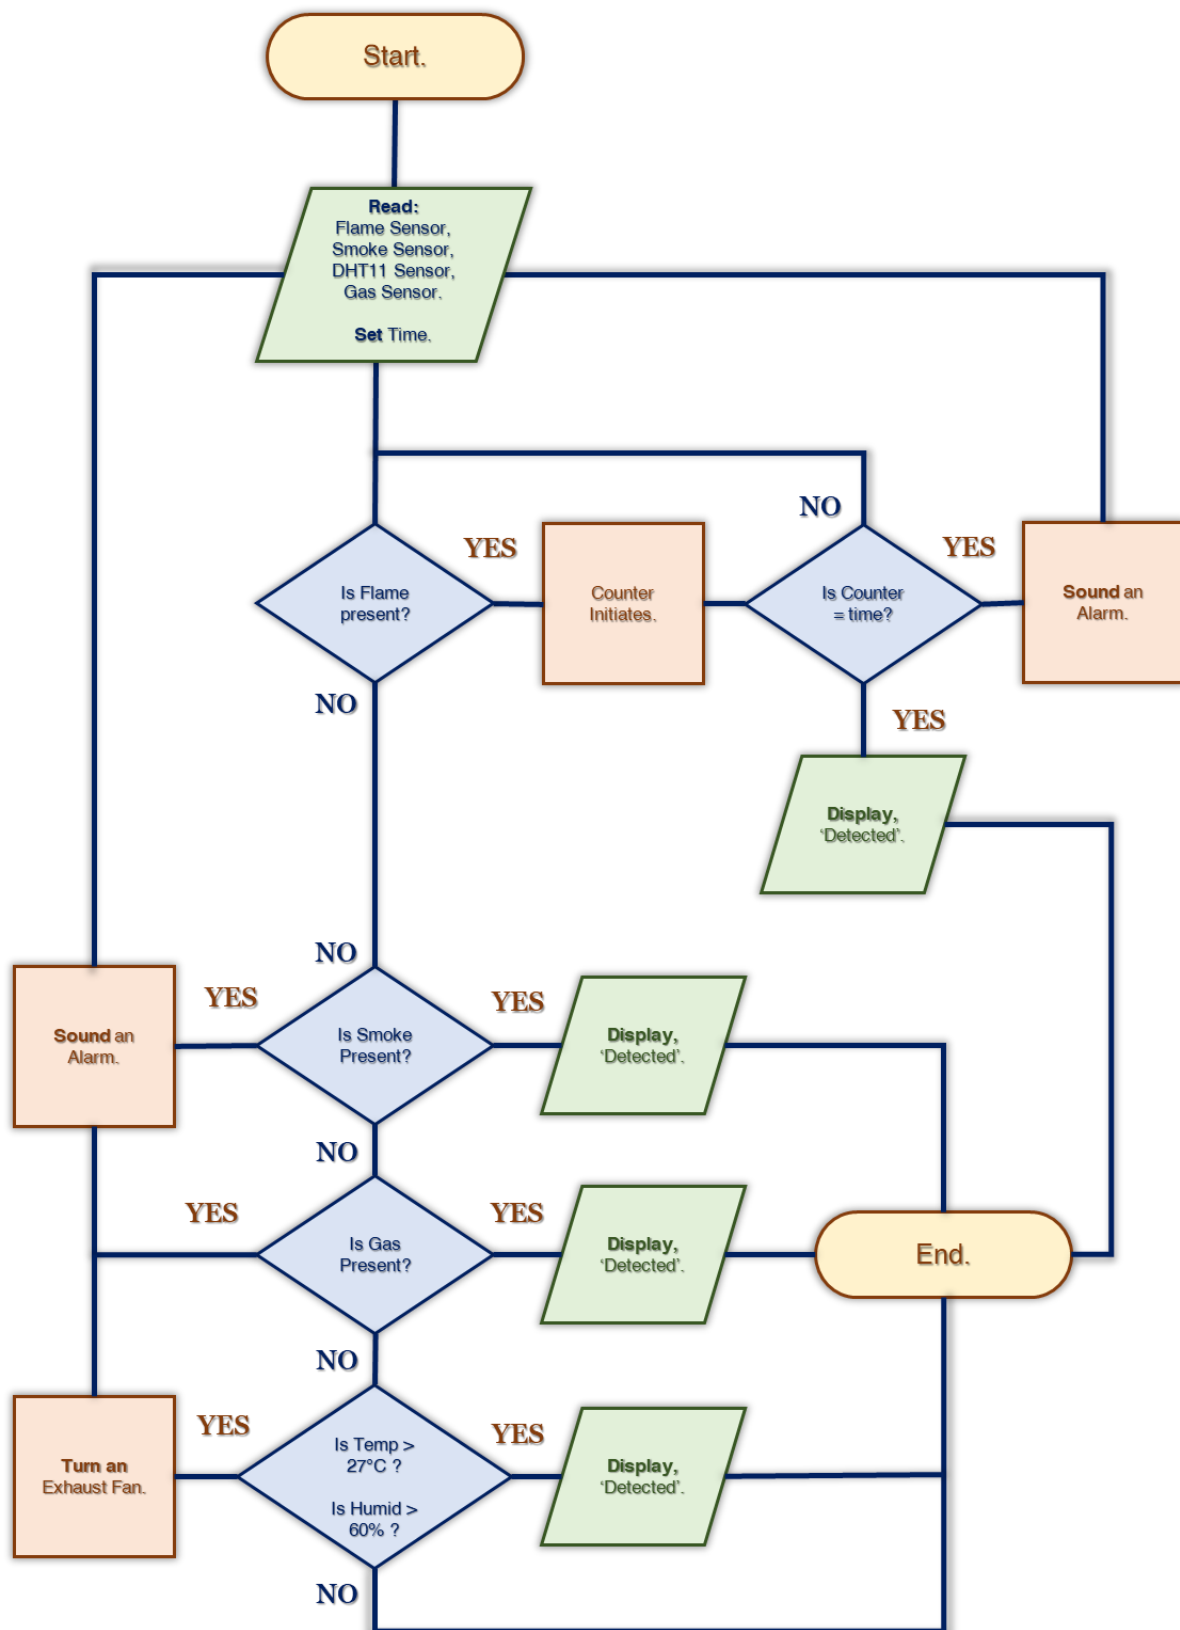 Start.
Read:
Flame Sensor,
Smoke Sensor,
DHT11 Sensor,
Gas Sensor.
Set Time.
NO
YES
YES
Is Flame
present?
Counter
Initiates.
Is Counter
= time?
Sound an
Alarm.
NO
YES
Display,
‘Detected’.
NO
YES
YES
Sound an
Alarm.
Is Smoke
Present?
Display,
‘Detected’.
NO
YES
YES
Is Gas
Present?
Display,
‘Detected’.
End.
NO
YES
YES
Turn an
Exhaust Fan.
Is Temp >
27°C ?
Is Humid >
60% ?
Display,
‘Detected’.
NO